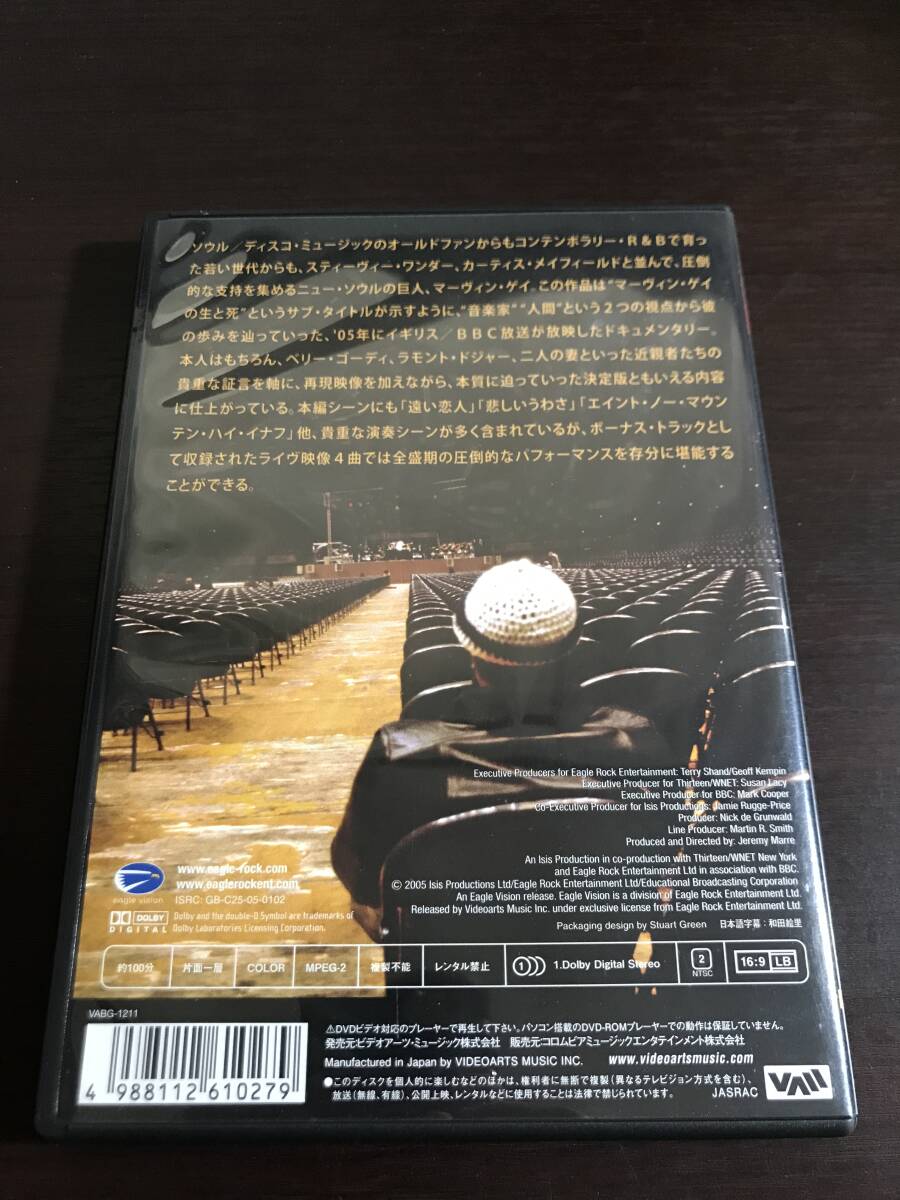 ソウル／ディスコ・ミュージックのオールドファンからもコンテンポラリー・R＆Bで育っ
た若い世代からも、スティーヴィー・ワンダー、カーティス・メイフィールドと並んで、圧倒
的な支持を集めるニュー・ソウルの巨人、マーヴィン・ゲイ。この作品は“マーヴィン・ゲイ
の生と死”というサブ・タイトルが示すように、“音楽家”“人間”という２つの視点から彼
の歩みを辿っていった、'05年にイギリス／ＢＢＣ放送が放映したドキュメンタリー。
本人はもちろん、ベリー・ゴーディ、ラモント・ドジャー、二人の妻といった近親者たちの
貴重な証言を軸に、再現映像を加えながら、本質に迫っていった決定版ともいえる内容
に仕上がっている。本編シーンにも「遠い恋人」「悲しいうわさ」「エイント・ノー・マウン
テン・ハイ・イナフ」他、貴重な演奏シーンが多く含まれているが、ボーナス・トラックとし
て収録されたライヴ映像４曲では全盛期の圧倒的なパフォーマンスを存分に堪能する
ことができる。
Executive Producers for Eagle Rock Entertainment: Terry Shand/Geoff Kempin
Executive Producer for Thirteen/WNET: Susan Lacy
Executive Producer for BBC: Mark Cooper
Co-Executive Producer for Isis Productions: Jamie Rugge-Price
Producer: Nick de Grunwald
Line Producer: Martin R. Smith
Produced and Directed by: Jeremy Marre
An Isis Production in co-production with Thirteen/WNET New York
and Eagle Rock Entertainment Ltd in association with BBC.
© 2005 Isis Productions Ltd/Eagle Rock Entertainment Ltd/Educational Broadcasting Corporation
An Eagle Vision release. Eagle Vision is a division of Eagle Rock Entertainment Ltd.
Released by Videoarts Music Inc. under exclusive license from Eagle Rock Entertainment Ltd.
Packaging design by Stuart Green 日本語字幕：和田絵里
eagle vision
www.eagle-rock.com
www.eaglerockent.com
ISRC: GB-C25-05-0102
DOLBY DIGITAL
Dolby and the double-D Symbol are trademarks of
Dolby Laboratories Licensing Corporation.
約100分 片面一層 COLOR MPEG-2 複製不能 レンタル禁止 1 1.Dolby Digital Stereo 2 NTSC 16:9 LB
VABG-1211
4 988112 610279
⚠DVDビデオ対応のプレーヤーで再生して下さい。パソコン搭載のDVD-ROMプレーヤーでの動作は保証していません。
発売元：ビデオアーツ・ミュージック株式会社 販売元：コロムビアミュージックエンタテインメント株式会社
Manufactured in Japan by VIDEOARTS MUSIC INC. www.videoartsmusic.com
●このディスクを個人的に楽しむなどのほかは、権利者に無断で複製（異なるテレビジョン方式を含む）、
放送（無線、有線）、公開上映、レンタルなどに使用することは法律で禁じられています。
JASRAC
VAM